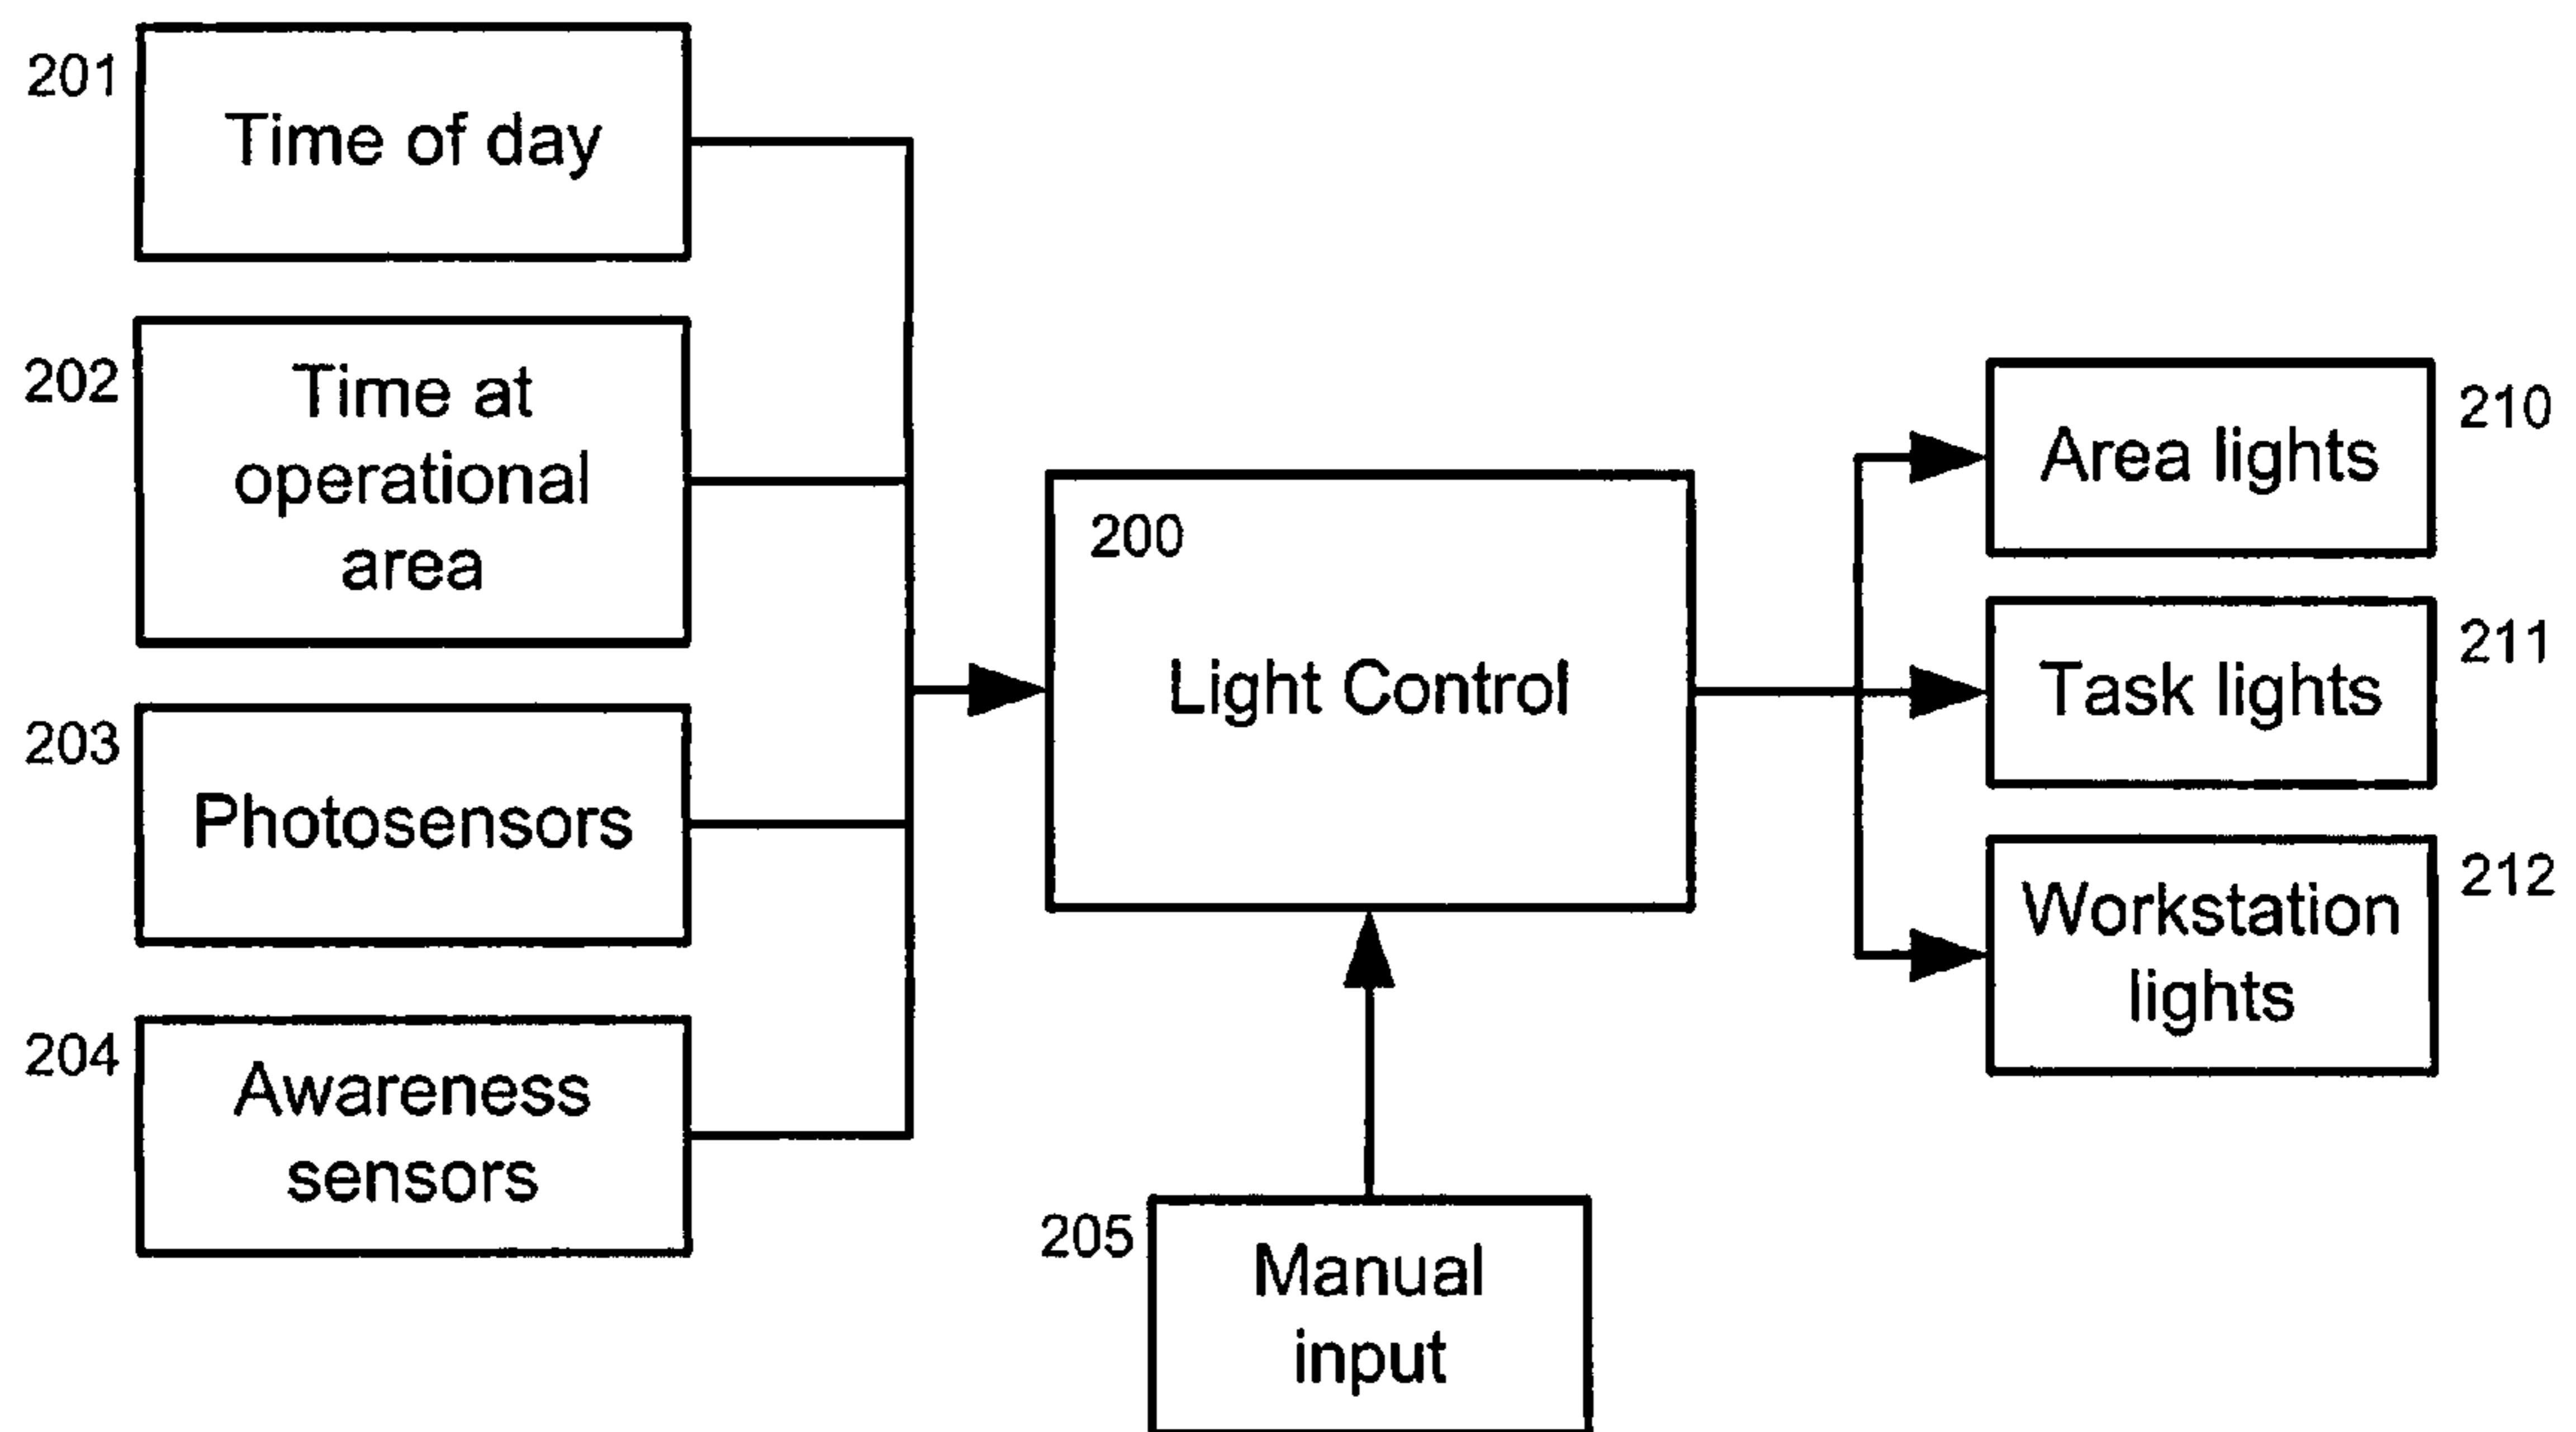 201
Time of day
202
Time at
operational
area
203
Photosensors
204
Awareness
sensors
200
Light Control
205
Manual
input
210
Area lights
211
Task lights
212
Workstation
lights